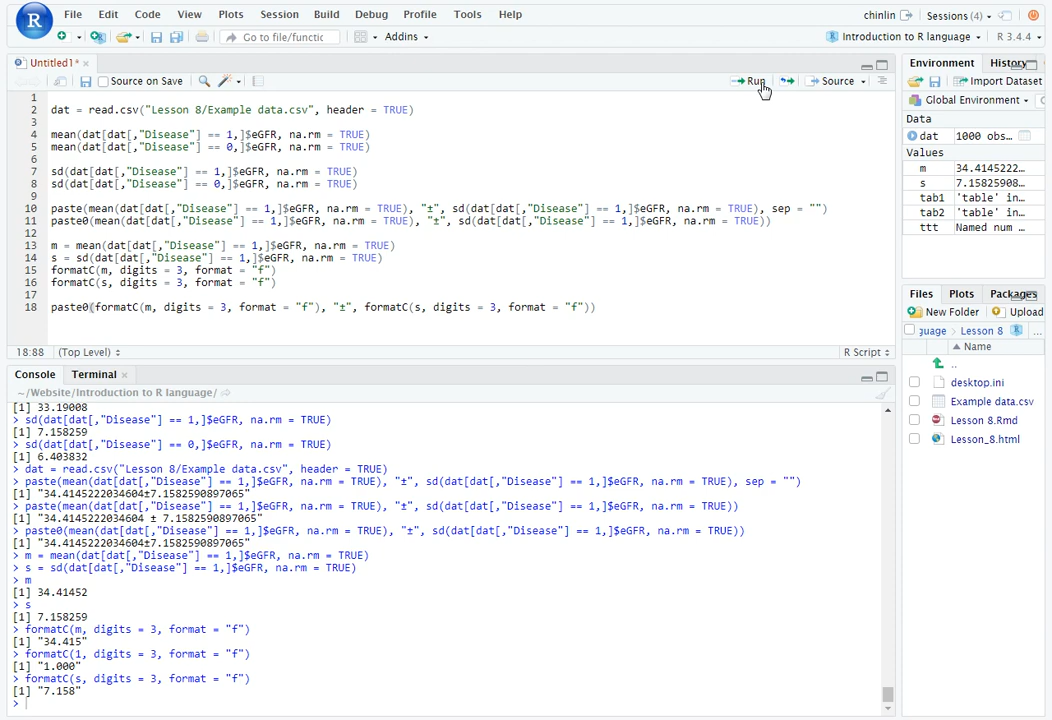 File Edit Code View Plots Session Build Debug Profile Tools Help
chinlin Sessions (4)
Go to file/functic Addins
Introduction to R language R 3.4.4
Untitled1*
Source on Save Run Source
1
2 dat = read.csv("Lesson 8/Example data.csv", header = TRUE)
3
4 mean(dat[dat[,"Disease"] == 1,]$eGFR, na.rm = TRUE)
5 mean(dat[dat[,"Disease"] == 0,]$eGFR, na.rm = TRUE)
6
7 sd(dat[dat[,"Disease"] == 1,]$eGFR, na.rm = TRUE)
8 sd(dat[dat[,"Disease"] == 0,]$eGFR, na.rm = TRUE)
9
10 paste(mean(dat[dat[,"Disease"] == 1,]$eGFR, na.rm = TRUE), "±", sd(dat[dat[,"Disease"] == 1,]$eGFR, na.rm = TRUE), sep = "")
11 paste0(mean(dat[dat[,"Disease"] == 1,]$eGFR, na.rm = TRUE), "±", sd(dat[dat[,"Disease"] == 1,]$eGFR, na.rm = TRUE))
12
13 m = mean(dat[dat[,"Disease"] == 1,]$eGFR, na.rm = TRUE)
14 s = sd(dat[dat[,"Disease"] == 1,]$eGFR, na.rm = TRUE)
15 formatC(m, digits = 3, format = "f")
16 formatC(s, digits = 3, format = "f")
17
18 paste0(formatC(m, digits = 3, format = "f"), "±", formatC(s, digits = 3, format = "f"))
18:88 (Top Level) R Script
Console Terminal
~/Website/Introduction to R language/
[1] 33.19008
> sd(dat[dat[,"Disease"] == 1,]$eGFR, na.rm = TRUE)
[1] 7.158259
> sd(dat[dat[,"Disease"] == 0,]$eGFR, na.rm = TRUE)
[1] 6.403832
> dat = read.csv("Lesson 8/Example data.csv", header = TRUE)
> paste(mean(dat[dat[,"Disease"] == 1,]$eGFR, na.rm = TRUE), "±", sd(dat[dat[,"Disease"] == 1,]$eGFR, na.rm = TRUE), sep = "")
[1] "34.4145222034604±7.1582590897065"
> paste(mean(dat[dat[,"Disease"] == 1,]$eGFR, na.rm = TRUE), "±", sd(dat[dat[,"Disease"] == 1,]$eGFR, na.rm = TRUE))
[1] "34.4145222034604 ± 7.1582590897065"
> paste0(mean(dat[dat[,"Disease"] == 1,]$eGFR, na.rm = TRUE), "±", sd(dat[dat[,"Disease"] == 1,]$eGFR, na.rm = TRUE))
[1] "34.4145222034604±7.1582590897065"
> m = mean(dat[dat[,"Disease"] == 1,]$eGFR, na.rm = TRUE)
> s = sd(dat[dat[,"Disease"] == 1,]$eGFR, na.rm = TRUE)
> m
[1] 34.41452
> s
[1] 7.158259
> formatC(m, digits = 3, format = "f")
[1] "34.415"
> formatC(1, digits = 3, format = "f")
[1] "1.000"
> formatC(s, digits = 3, format = "f")
[1] "7.158"
>
Environment History
Import Dataset
Global Environment
Data
dat 1000 obs…
Values
m 34.4145222…
s 7.15825908…
tab1 'table' in…
tab2 'table' in…
ttt Named num …
Files Plots Packages
New Folder Upload
guage Lesson 8 ...
Name
..
desktop.ini
Example data.csv
Lesson 8.Rmd
Lesson_8.html